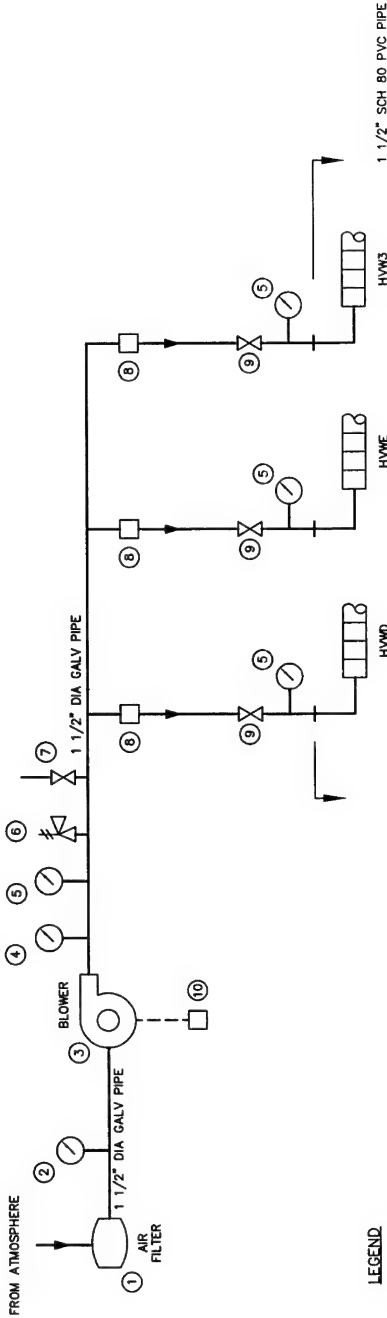 FROM ATMOSPHERE
1
AIR
FILTER
2
1 1/2" DIA GALV PIPE
3
BLOWER
10
4
5
6
7
1 1/2" DIA GALV PIPE
8
9
5
HVWD
8
9
5
HVWE
8
9
5
HVW3
1 1/2" SCH 80 PVC PIPE
LEGEND